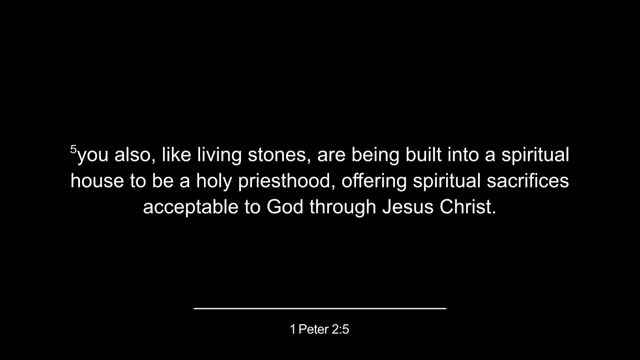 ⁵you also, like living stones, are being built into a spiritual
house to be a holy priesthood, offering spiritual sacrifices
acceptable to God through Jesus Christ.
1 Peter 2:5